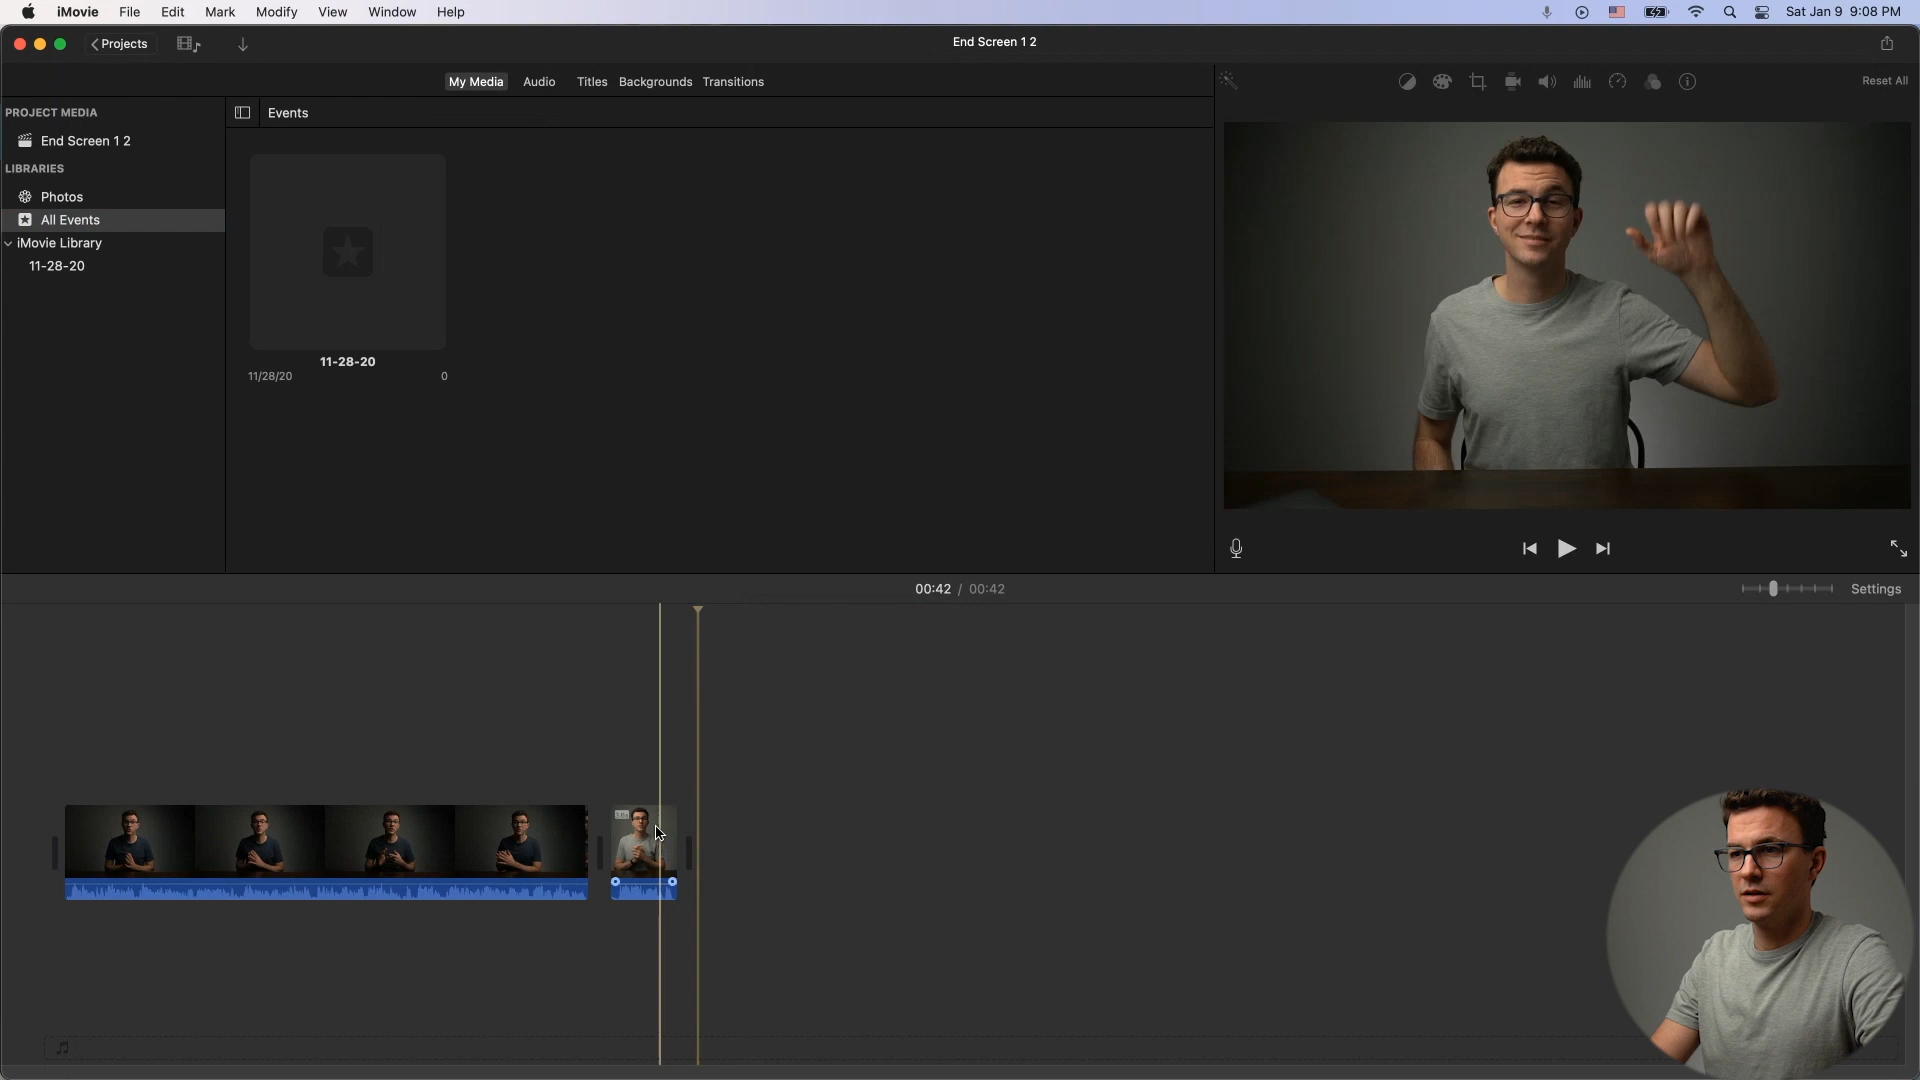 iMovie File Edit Mark Modify View Window Help Sat Jan 9 9:08 PM
Projects End Screen 1 2
My Media Audio Titles Backgrounds Transitions Reset All
PROJECT MEDIA
End Screen 1 2
LIBRARIES
Photos
All Events
iMovie Library
11-28-20
Events
11-28-20
11/28/20 0
00:42 / 00:42 Settings